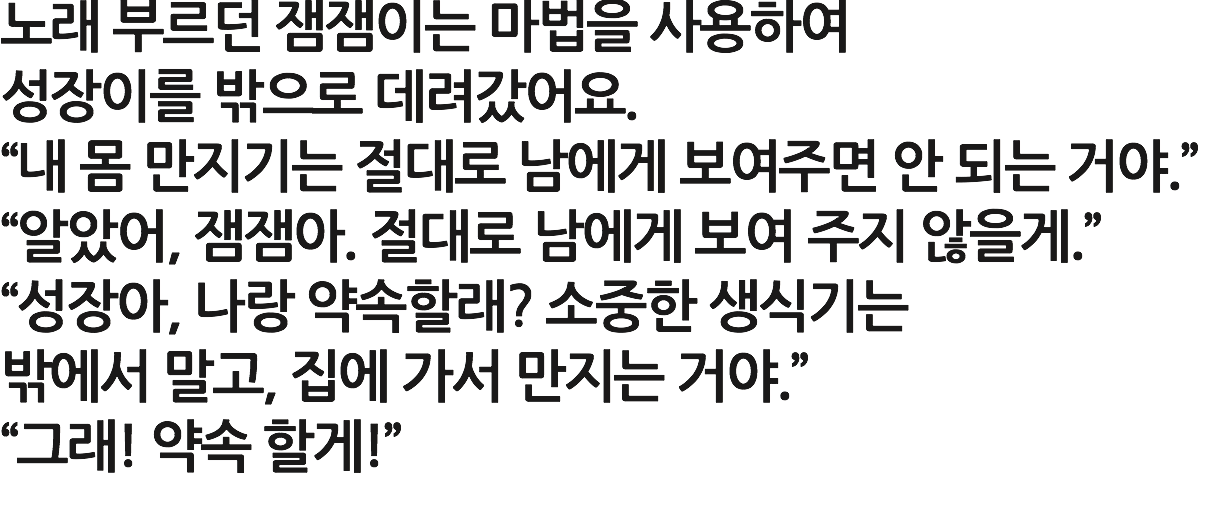 노래 부르던 잼잼이는 마법을 사용하여
성장이를 밖으로 데려갔어요.
“내 몸 만지기는 절대로 남에게 보여주면 안 되는 거야.”
“알았어, 잼잼아. 절대로 남에게 보여 주지 않을게.”
“성장아, 나랑 약속할래? 소중한 생식기는
밖에서 말고, 집에 가서 만지는 거야.”
“그래! 약속 할게!”